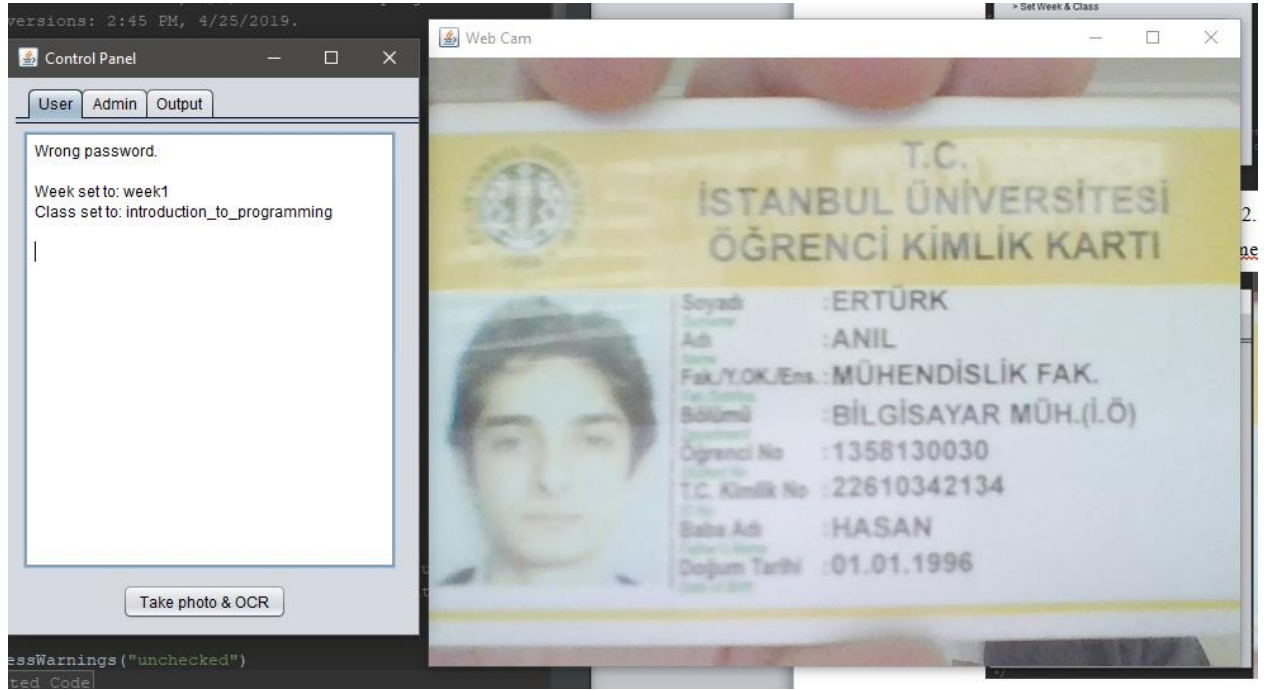 versions: 2:45 PM, 4/25/2019.
> Set Week & Class
Control Panel
User Admin Output
Wrong password.
Week set to: week1
Class set to: introduction_to_programming
Take photo & OCR
essWarnings("unchecked")
ted Code
Web Cam
T.C.
İSTANBUL ÜNİVERSİTESİ
ÖĞRENCİ KİMLİK KARTI
Soyadı :ERTÜRK
Adı :ANIL
Fak./Y.OK./Ens. :MÜHENDİSLİK FAK.
Bölümü :BİLGİSAYAR MÜH.(İ.Ö)
Öğrenci No :1358130030
T.C. Kimlik No :22610342134
Baba Adı :HASAN
Doğum Tarihi :01.01.1996
2.